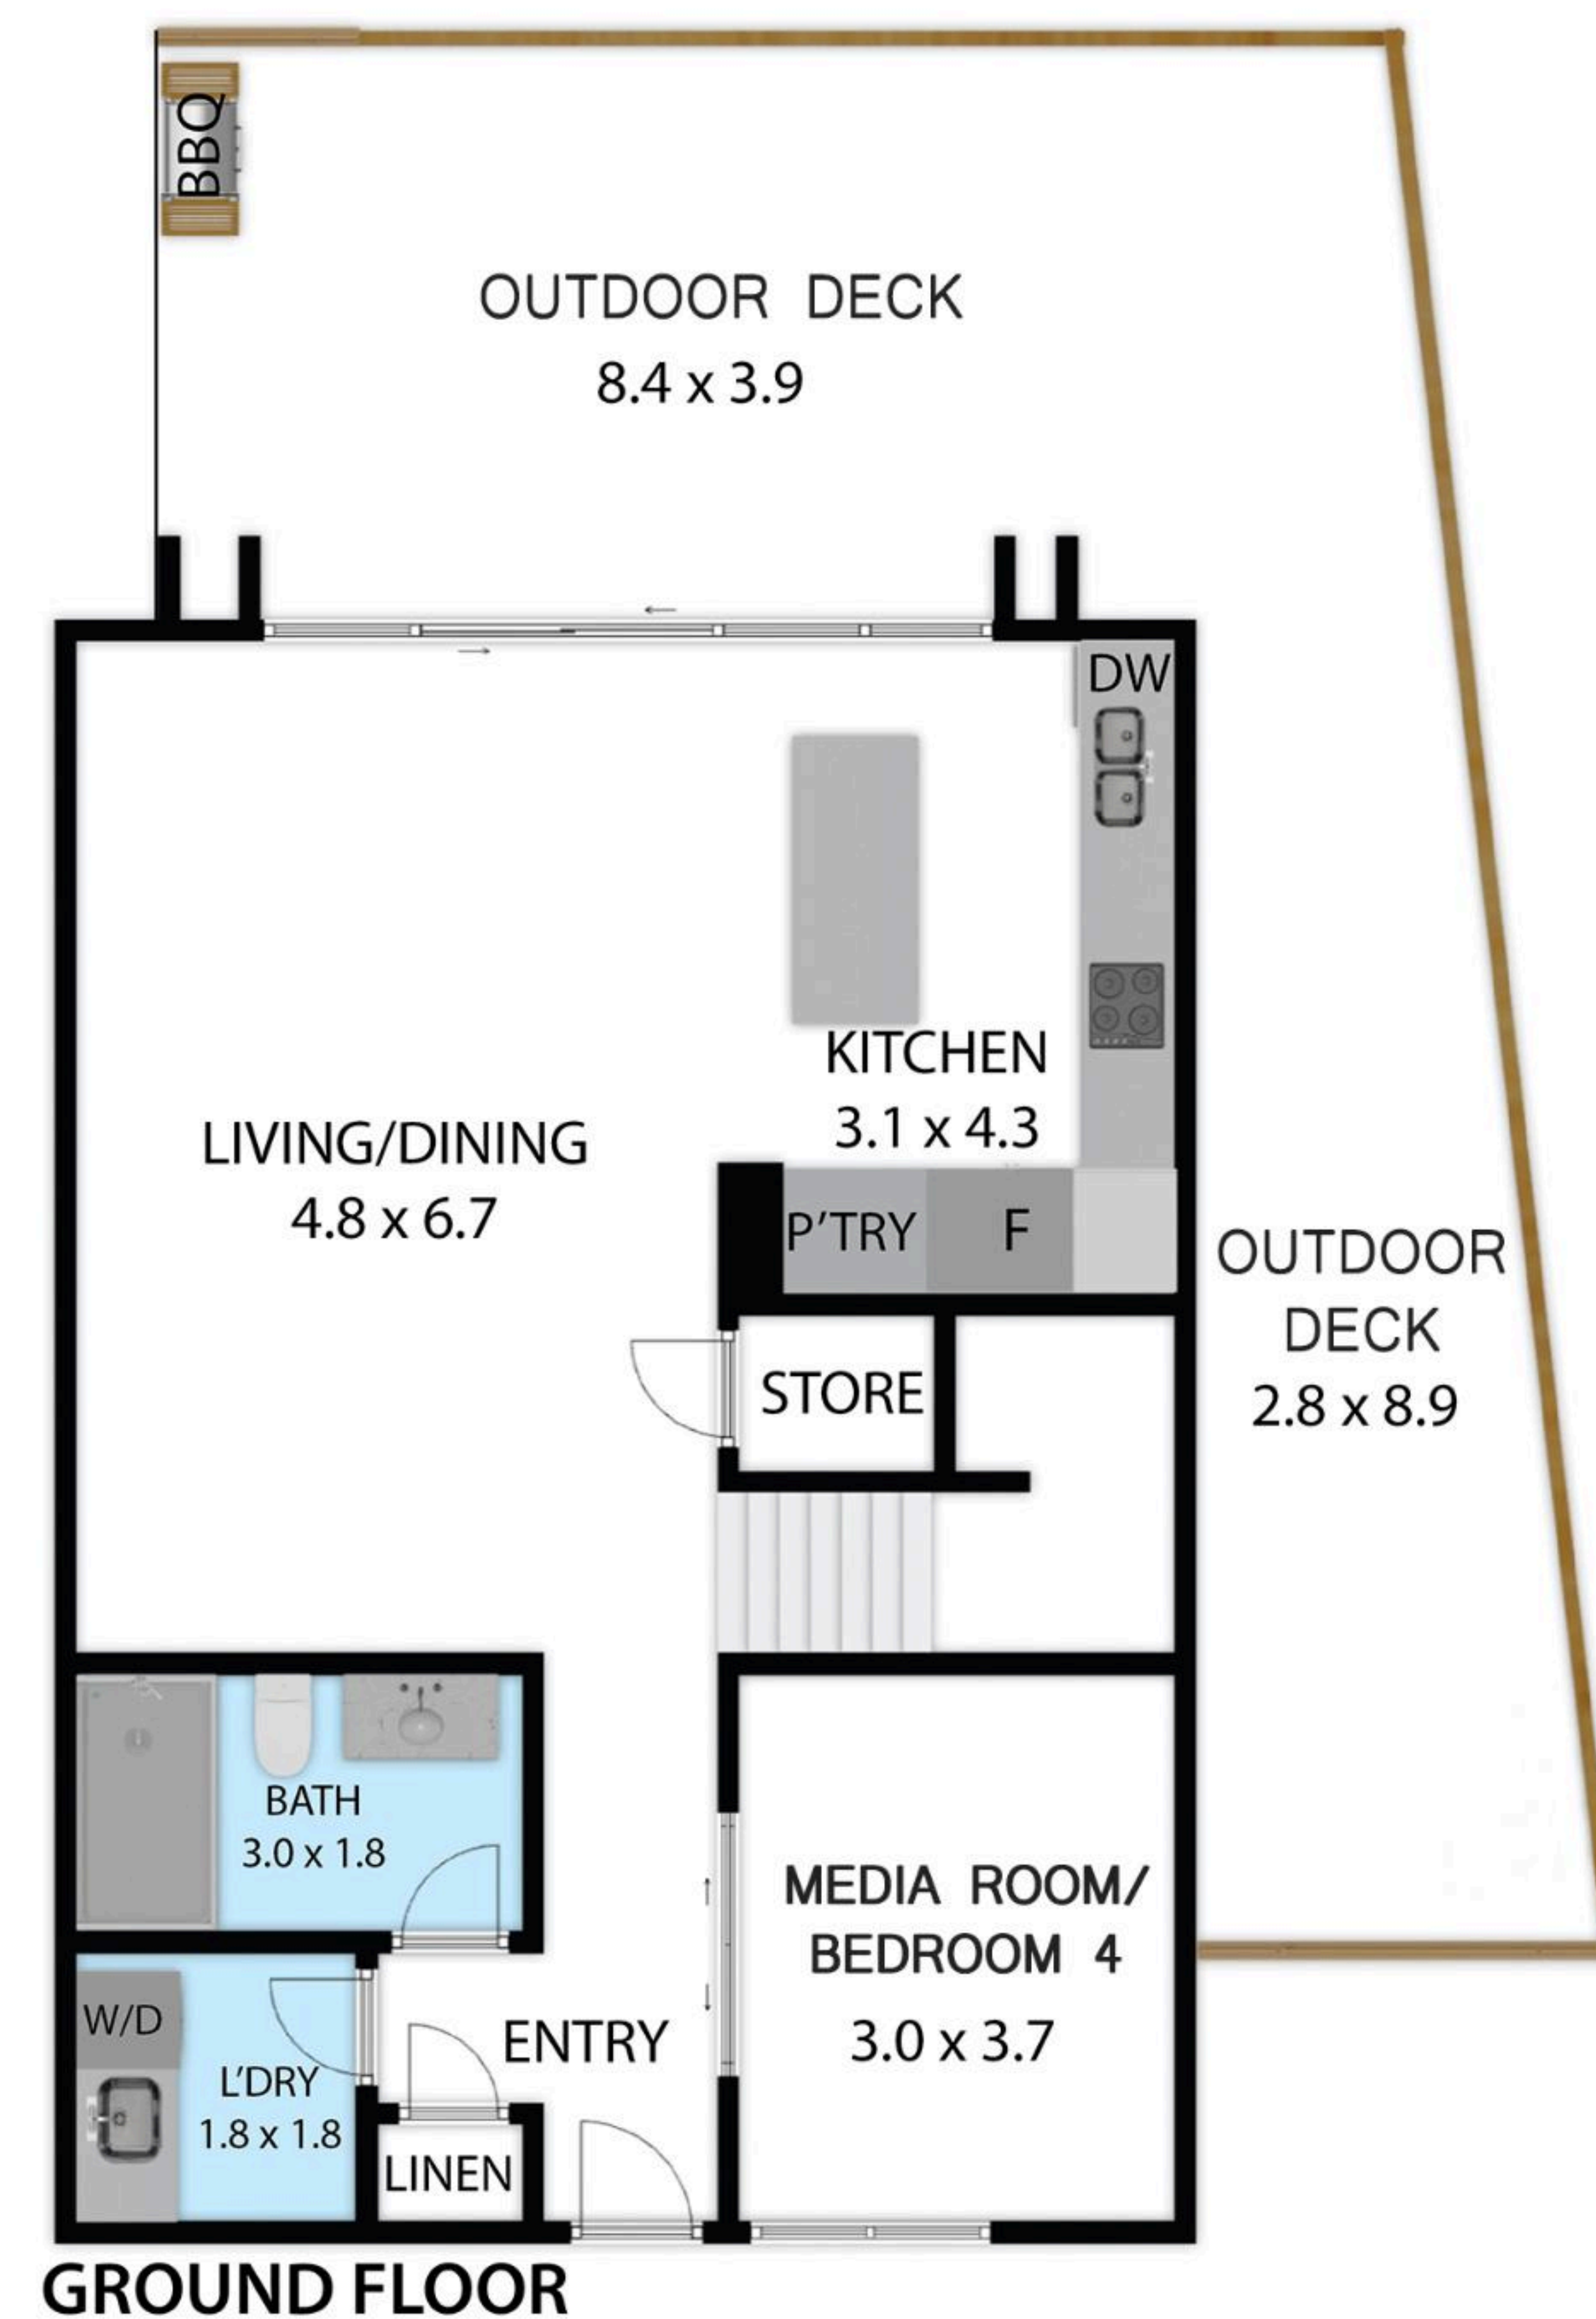 BBQ
OUTDOOR DECK
8.4 x 3.9
DW
KITCHEN
3.1 x 4.3
LIVING/DINING
4.8 x 6.7
P'TRY
F
OUTDOOR
DECK
2.8 x 8.9
STORE
BATH
3.0 x 1.8
MEDIA ROOM/
BEDROOM 4
3.0 x 3.7
W/D
ENTRY
L'DRY
1.8 x 1.8
LINEN
GROUND FLOOR